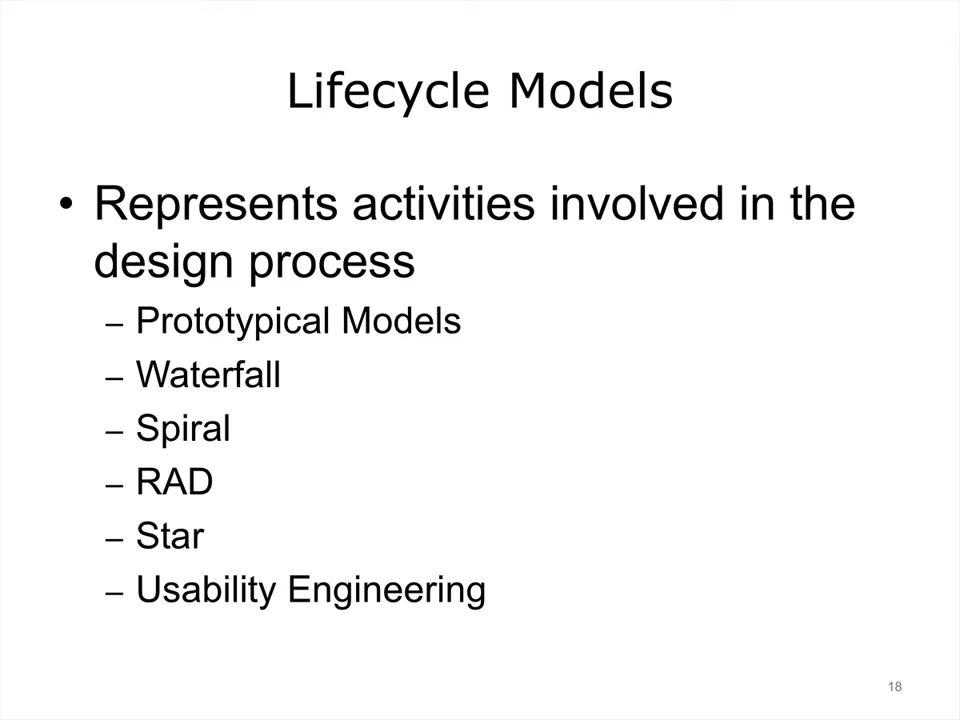 Lifecycle Models
• Represents activities involved in the
design process
– Prototypical Models
– Waterfall
– Spiral
– RAD
– Star
– Usability Engineering
18